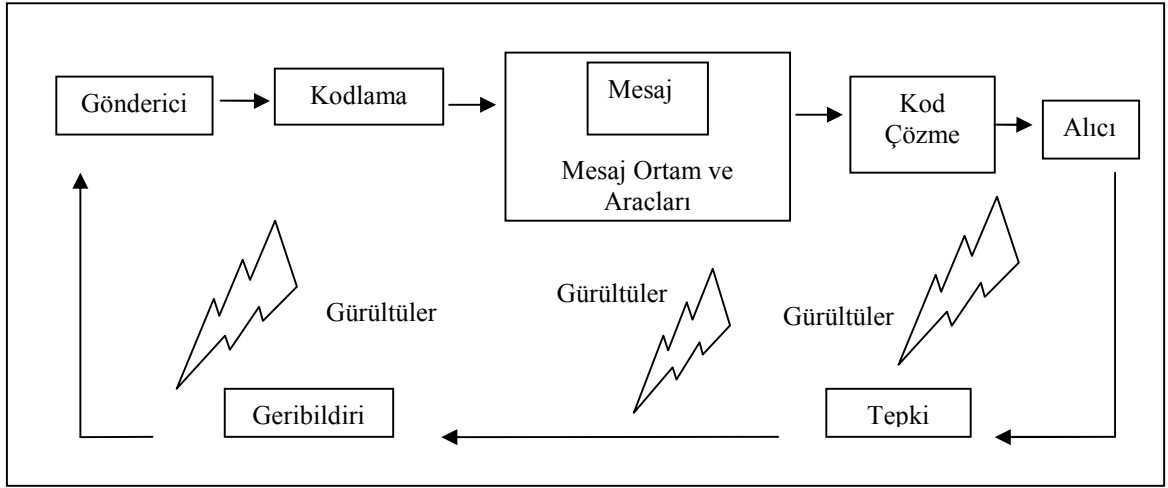 Gönderici
Kodlama
Mesaj
Mesaj Ortam ve
Aracları
Kod
Çözme
Alıcı
Gürültüler
Gürültüler
Gürültüler
Geribildiri
Tepki